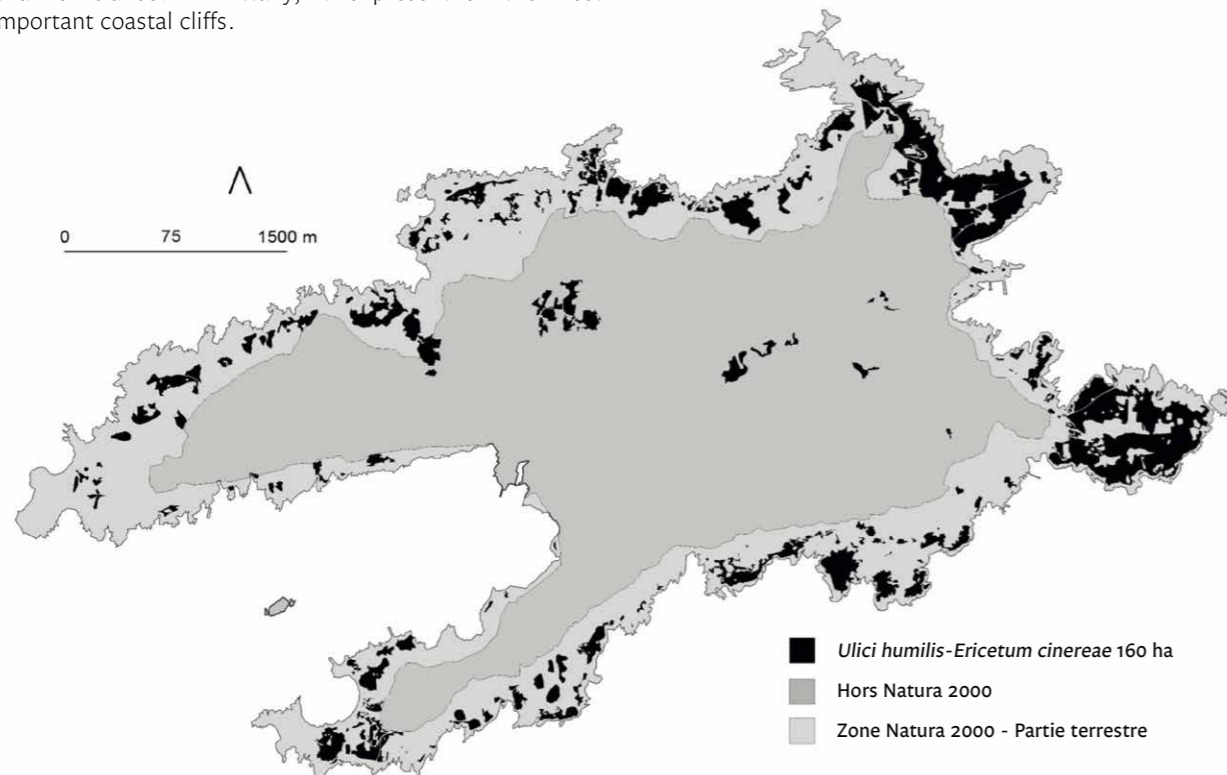 important coastal cliffs.
0 75 1500 m
Ulici humilis-Ericetum cinereae 160 ha
Hors Natura 2000
Zone Natura 2000 - Partie terrestre